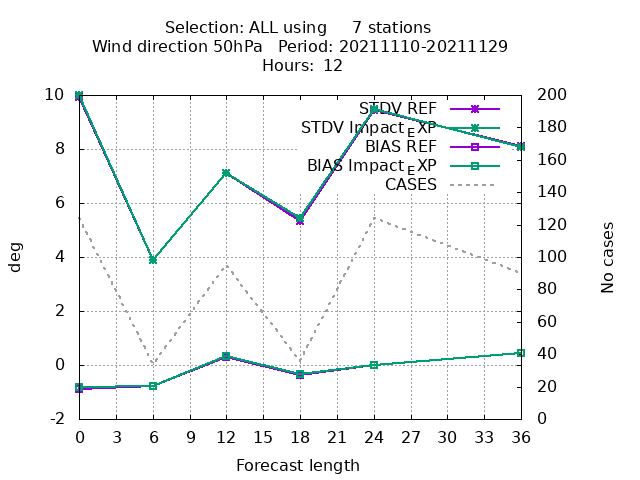 Selection: ALL using     7 stations
Wind direction 50hPa   Period: 20211110-20211129
Hours:  12
10
8
6
4
2
0
-2
200
180
160
140
120
100
80
60
40
20
0
STDV REF
STDV Impact_EXP
BIAS REF
BIAS Impact_EXP
CASES
deg
No cases
0 3 6 9 12 15 18 21 24 27 30 33 36
Forecast length